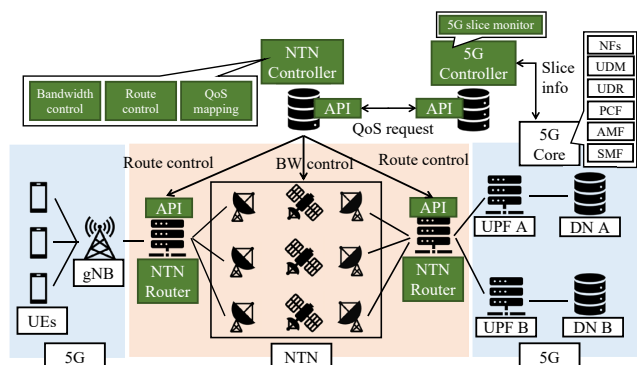 5G slice monitor
NTN
Controller
5G
Controller
NFs
UDM
UDR
PCF
AMF
SMF
Bandwidth
control
Route
control
QoS
mapping
Slice
info
API
API
QoS request
5G
Core
Route control
BW control
Route control
API
API
NTN
Router
NTN
Router
gNB
UEs
UPF A
DN A
UPF B
DN B
5G
NTN
5G